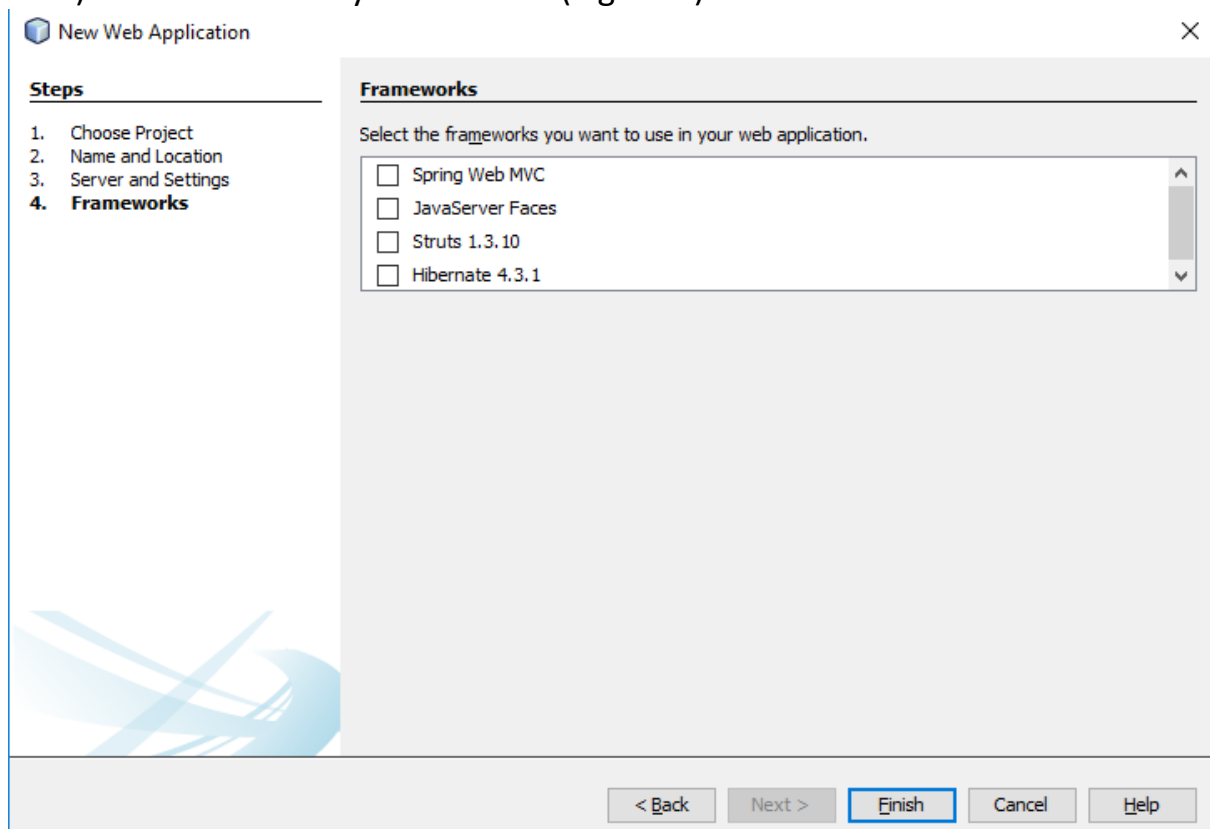 New Web Application
Steps
1. Choose Project
2. Name and Location
3. Server and Settings
4. Frameworks
Frameworks
Select the frameworks you want to use in your web application.
Spring Web MVC
JavaServer Faces
Struts 1.3.10
Hibernate 4.3.1
< Back Next > Finish Cancel Help